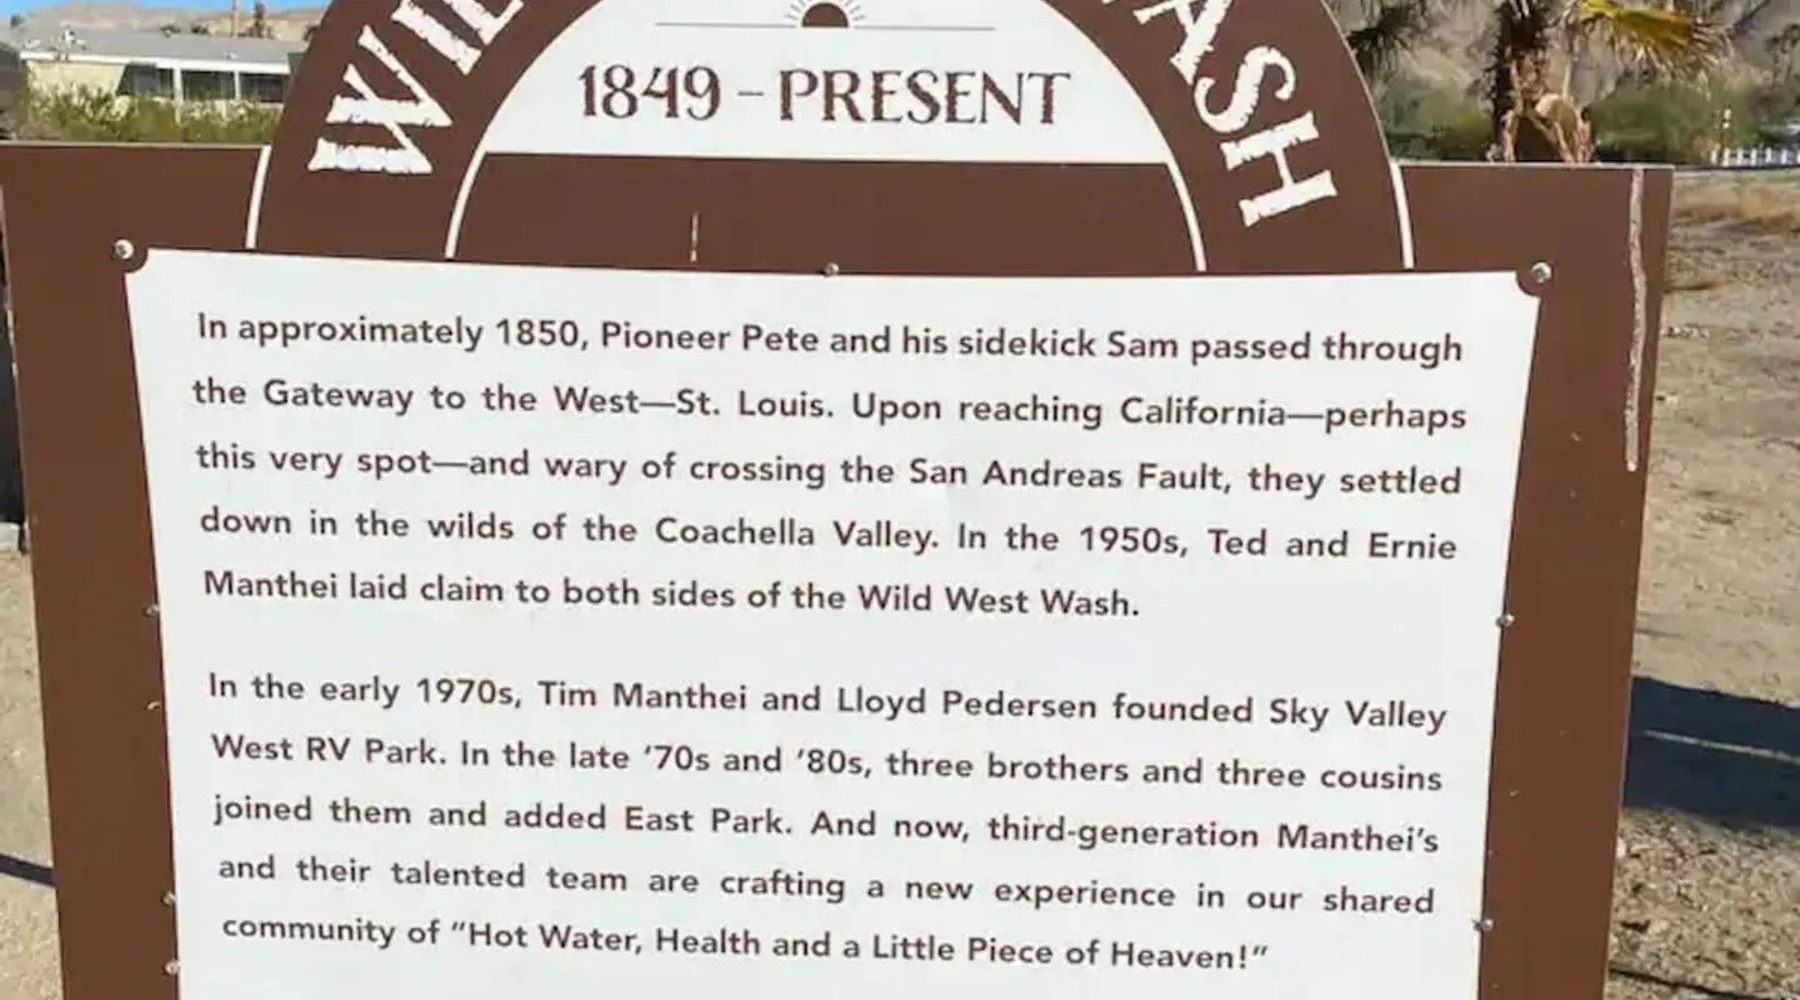 WIL ASH
1849 - PRESENT
In approximately 1850, Pioneer Pete and his sidekick Sam passed through
the Gateway to the West—St. Louis. Upon reaching California—perhaps
this very spot—and wary of crossing the San Andreas Fault, they settled
down in the wilds of the Coachella Valley. In the 1950s, Ted and Ernie
Manthei laid claim to both sides of the Wild West Wash.
In the early 1970s, Tim Manthei and Lloyd Pedersen founded Sky Valley
West RV Park. In the late '70s and '80s, three brothers and three cousins
joined them and added East Park. And now, third-generation Manthei's
and their talented team are crafting a new experience in our shared
community of "Hot Water, Health and a Little Piece of Heaven!"